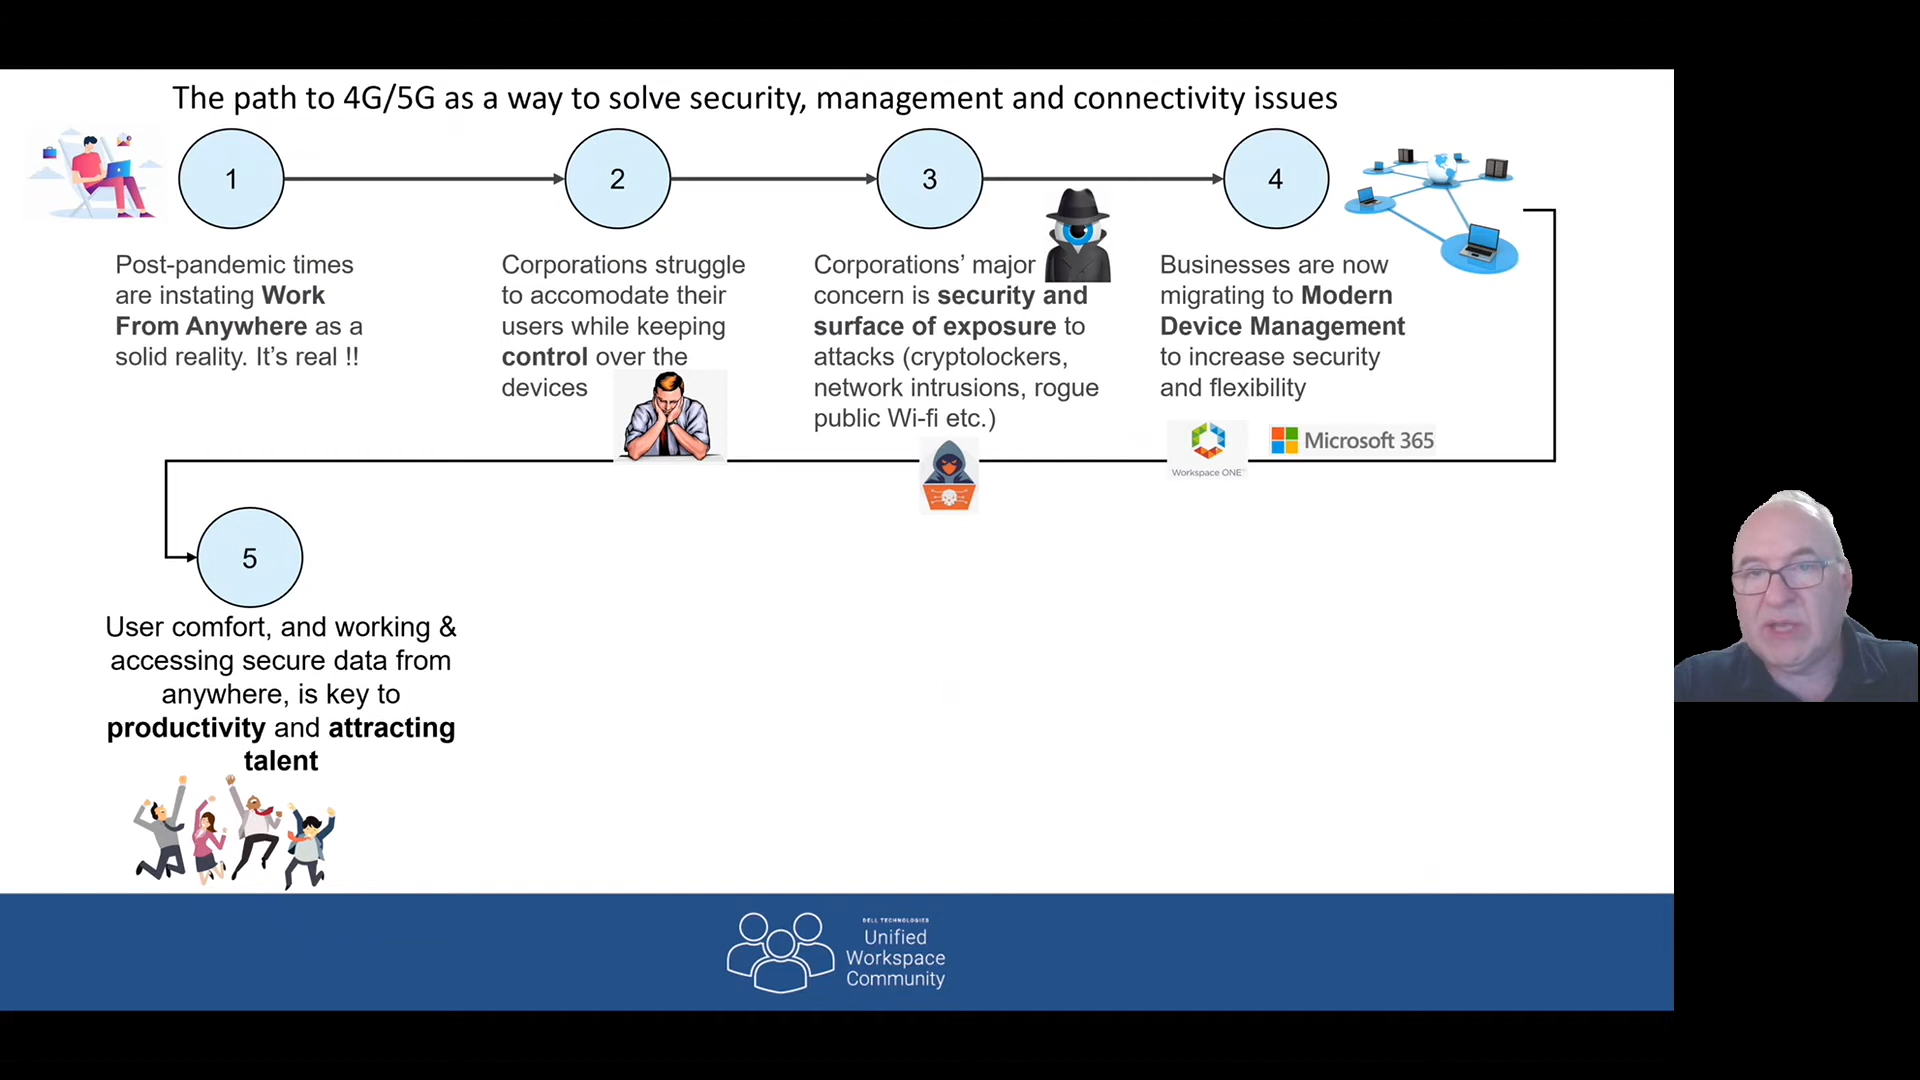 The path to 4G/5G as a way to solve security, management and connectivity issues
1
2
3
4
Post-pandemic times
are instating Work
From Anywhere as a
solid reality. It’s real !!
Corporations struggle
to accomodate their
users while keeping
control over the
devices
Corporations’ major
concern is security and
surface of exposure to
attacks (cryptolockers,
network intrusions, rogue
public Wi-fi etc.)
Businesses are now
migrating to Modern
Device Management
to increase security
and flexibility
Workspace ONE
Microsoft 365
5
User comfort, and working &
accessing secure data from
anywhere, is key to
productivity and attracting
talent
DELL TECHNOLOGIES
Unified
Workspace
Community